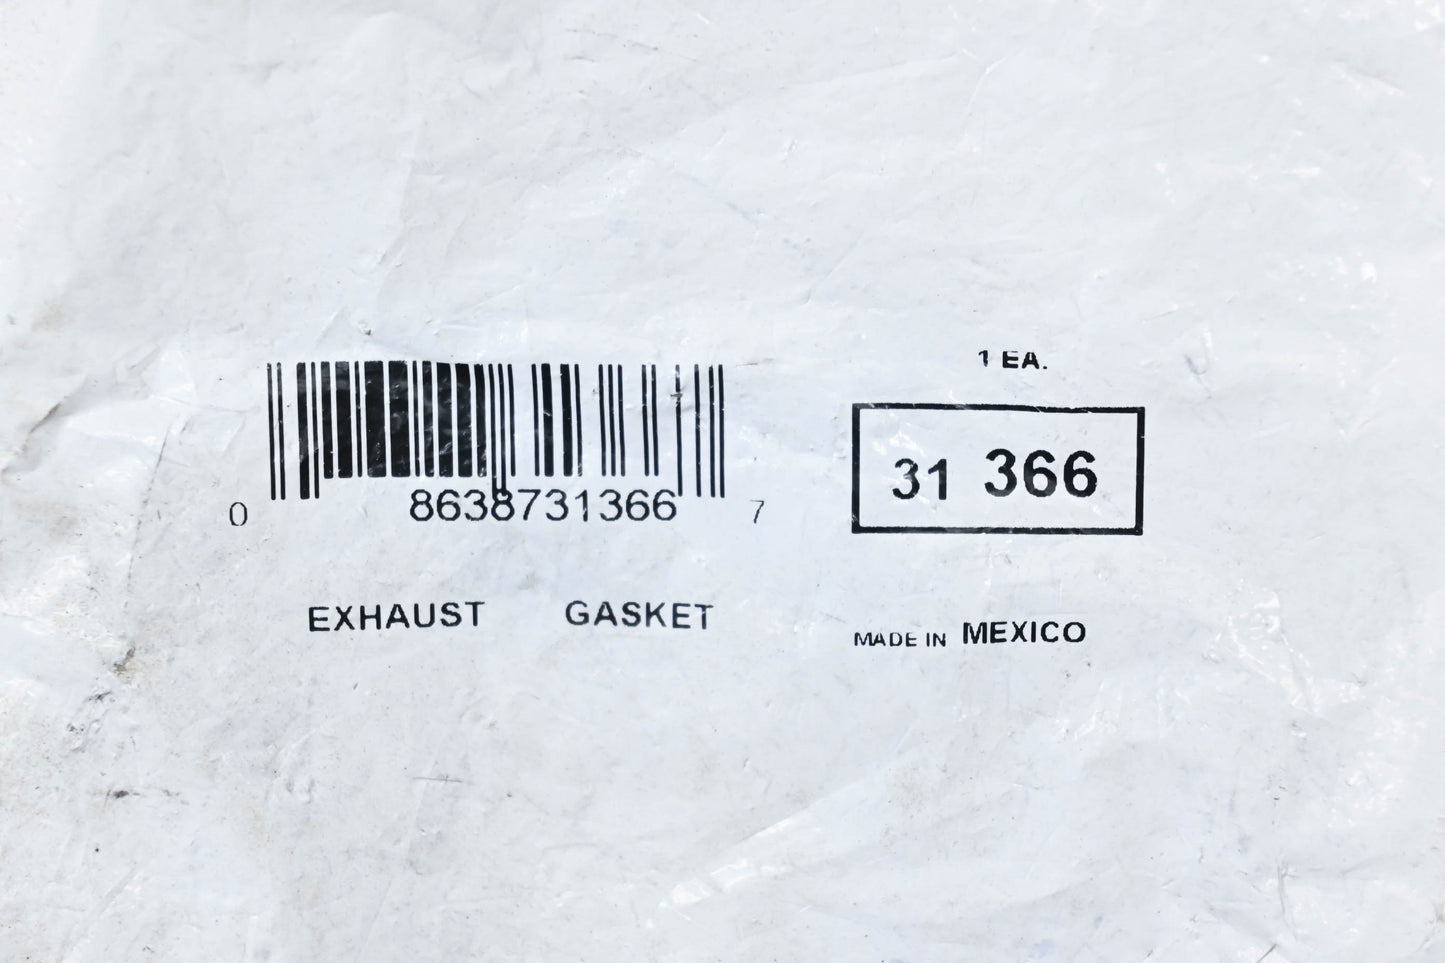 1 EA.
31 366
0 8638731366 7
EXHAUST GASKET
MADE IN MEXICO